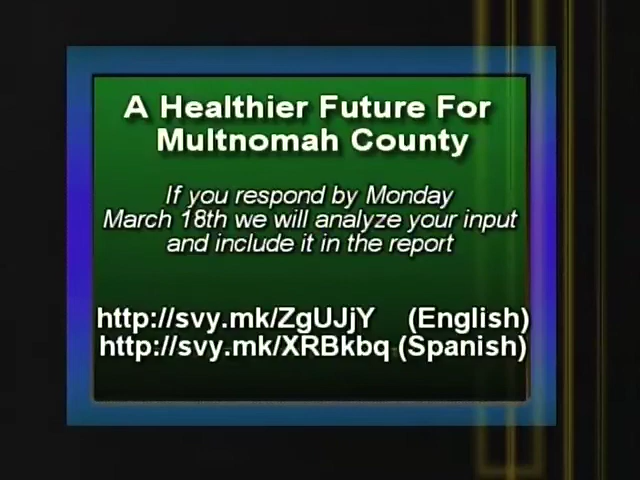 A Healthier Future For
Multnomah County
If you respond by Monday
March 18th we will analyze your input
and include it in the report
http://svy.mk/ZgUJjY (English)
http://svy.mk/XRBkbq (Spanish)